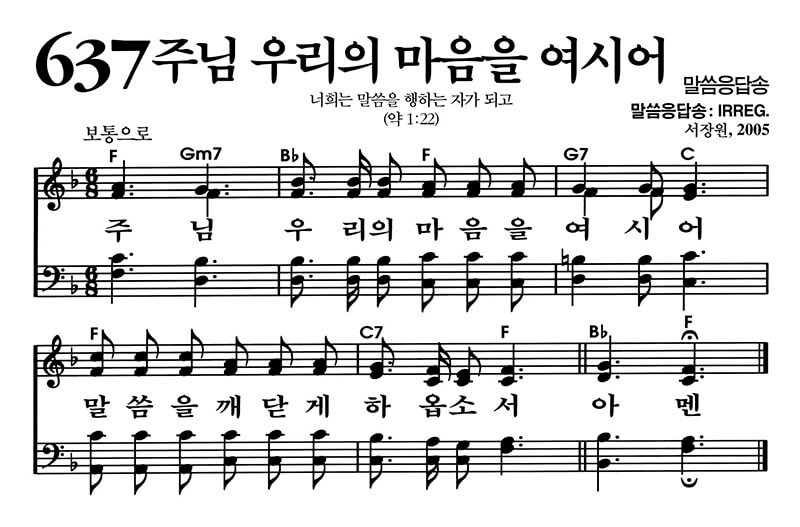 637 주님 우리의 마음을 여시어
말씀응답송
너희는 말씀을 행하는 자가 되고
(약 1:22)
말씀응답송 : IRREG.
서장원, 2005
보통으로
F Gm7 B♭ F G7 C
6 8
주 님 우 리의 마 음 을 여 시 어
6 8
F C7 F B♭ F
말 씀 을 깨 닫 게 하 옵소 서 아 멘